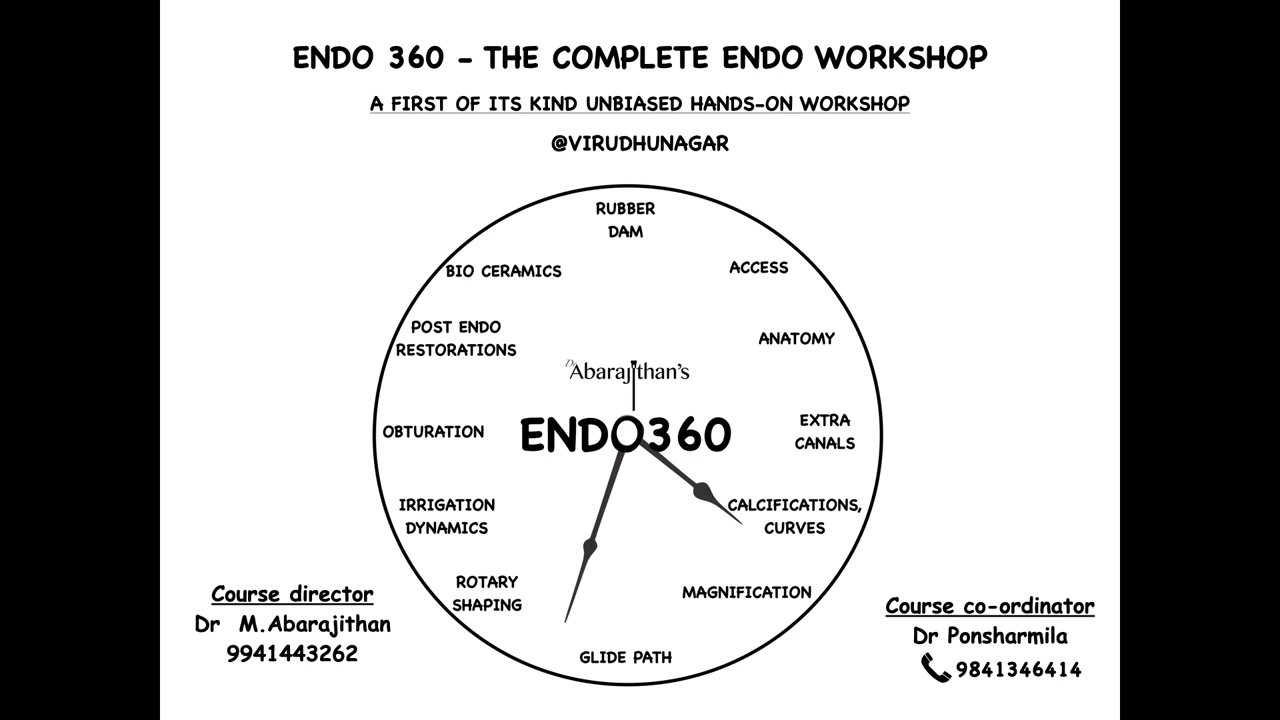 ENDO 360 - THE COMPLETE ENDO WORKSHOP
A FIRST OF ITS KIND UNBIASED HANDS-ON WORKSHOP
@VIRUDHUNAGAR
RUBBER
DAM
ACCESS
ANATOMY
EXTRA
CANALS
CALCIFICATIONS,
CURVES
MAGNIFICATION
GLIDE PATH
ROTARY
SHAPING
IRRIGATION
DYNAMICS
OBTURATION
POST ENDO
RESTORATIONS
BIO CERAMICS
Dr Abarajithan's
ENDO360
Course director
Dr M.Abarajithan
9941443262
Course co-ordinator
Dr Ponsharmila
9841346414